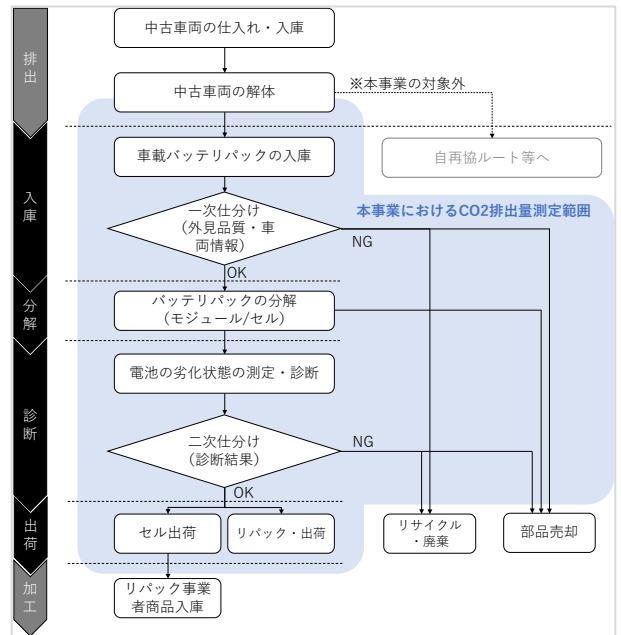 排出
中古車両の仕入れ・入庫
中古車両の解体
※本事業の対象外
入庫
車載バッテリパックの入庫
自再協ルート等へ
一次仕分け
(外見品質・車
両情報)
本事業におけるCO2排出量測定範囲
NG
OK
分解
バッテリパックの分解
(モジュール/セル)
診断
電池の劣化状態の測定・診断
二次仕分け
(診断結果)
NG
OK
出荷
セル出荷
リパック・出荷
リサイクル
・廃棄
部品売却
加工
リパック事業
者商品入庫